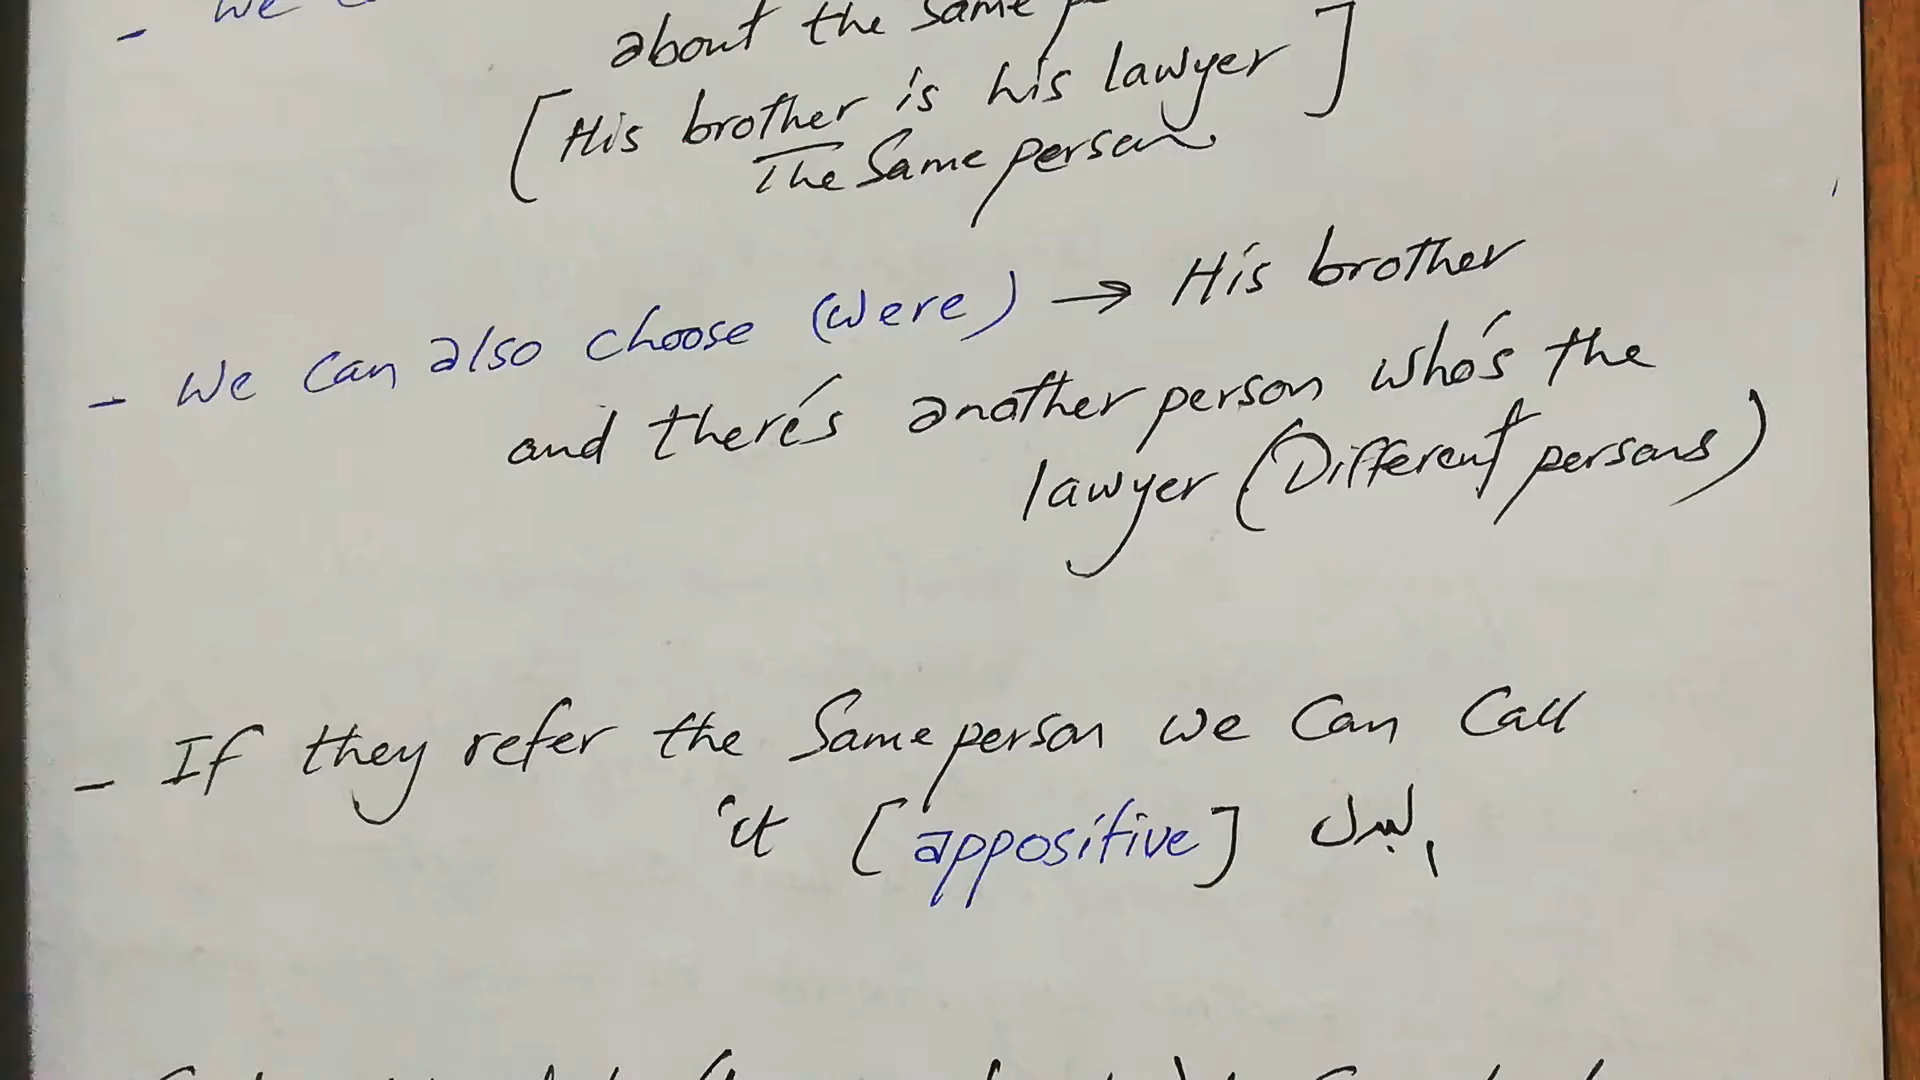 - We
about the same
[His brother is his lawyer]
The Same person
- We can also choose (were) → His brother
and there's another person who's the
lawyer (Different persons)
- If they refer the Same person we Can Call
it [appositive] البدل